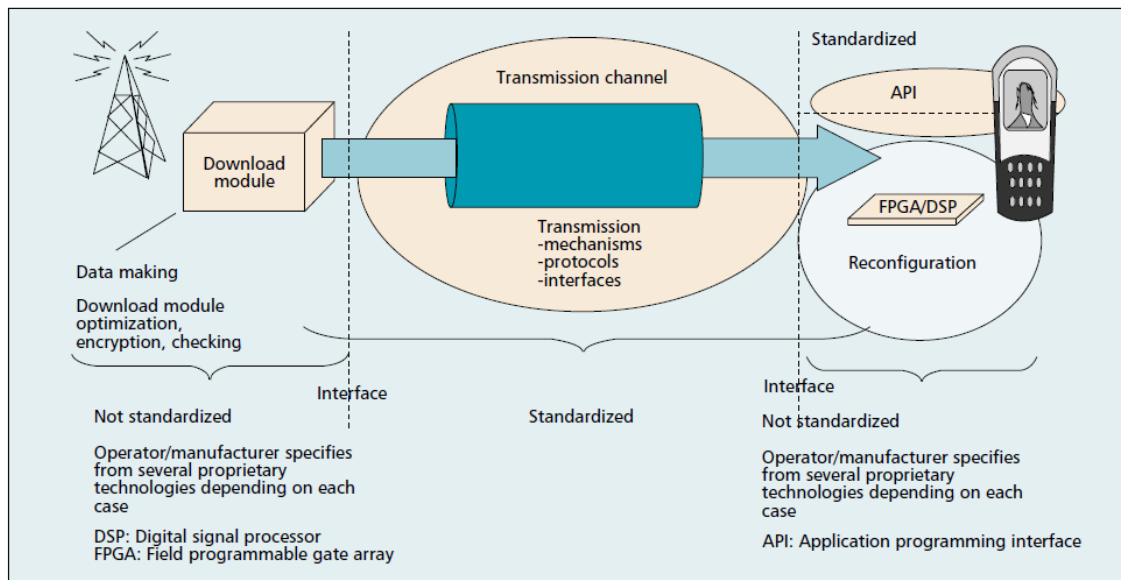 Standardized
Transmission channel
API
Download
module
FPGA/DSP
Transmission
-mechanisms
-protocols
-interfaces
Reconfiguration
Data making
Download module
optimization,
encryption, checking
Interface
Interface
Not standardized
Standardized
Not standardized
Operator/manufacturer specifies
from several proprietary
technologies depending on each
case
Operator/manufacturer specifies
from several proprietary
technologies depending on each
case
DSP: Digital signal processor
FPGA: Field programmable gate array
API: Application programming interface